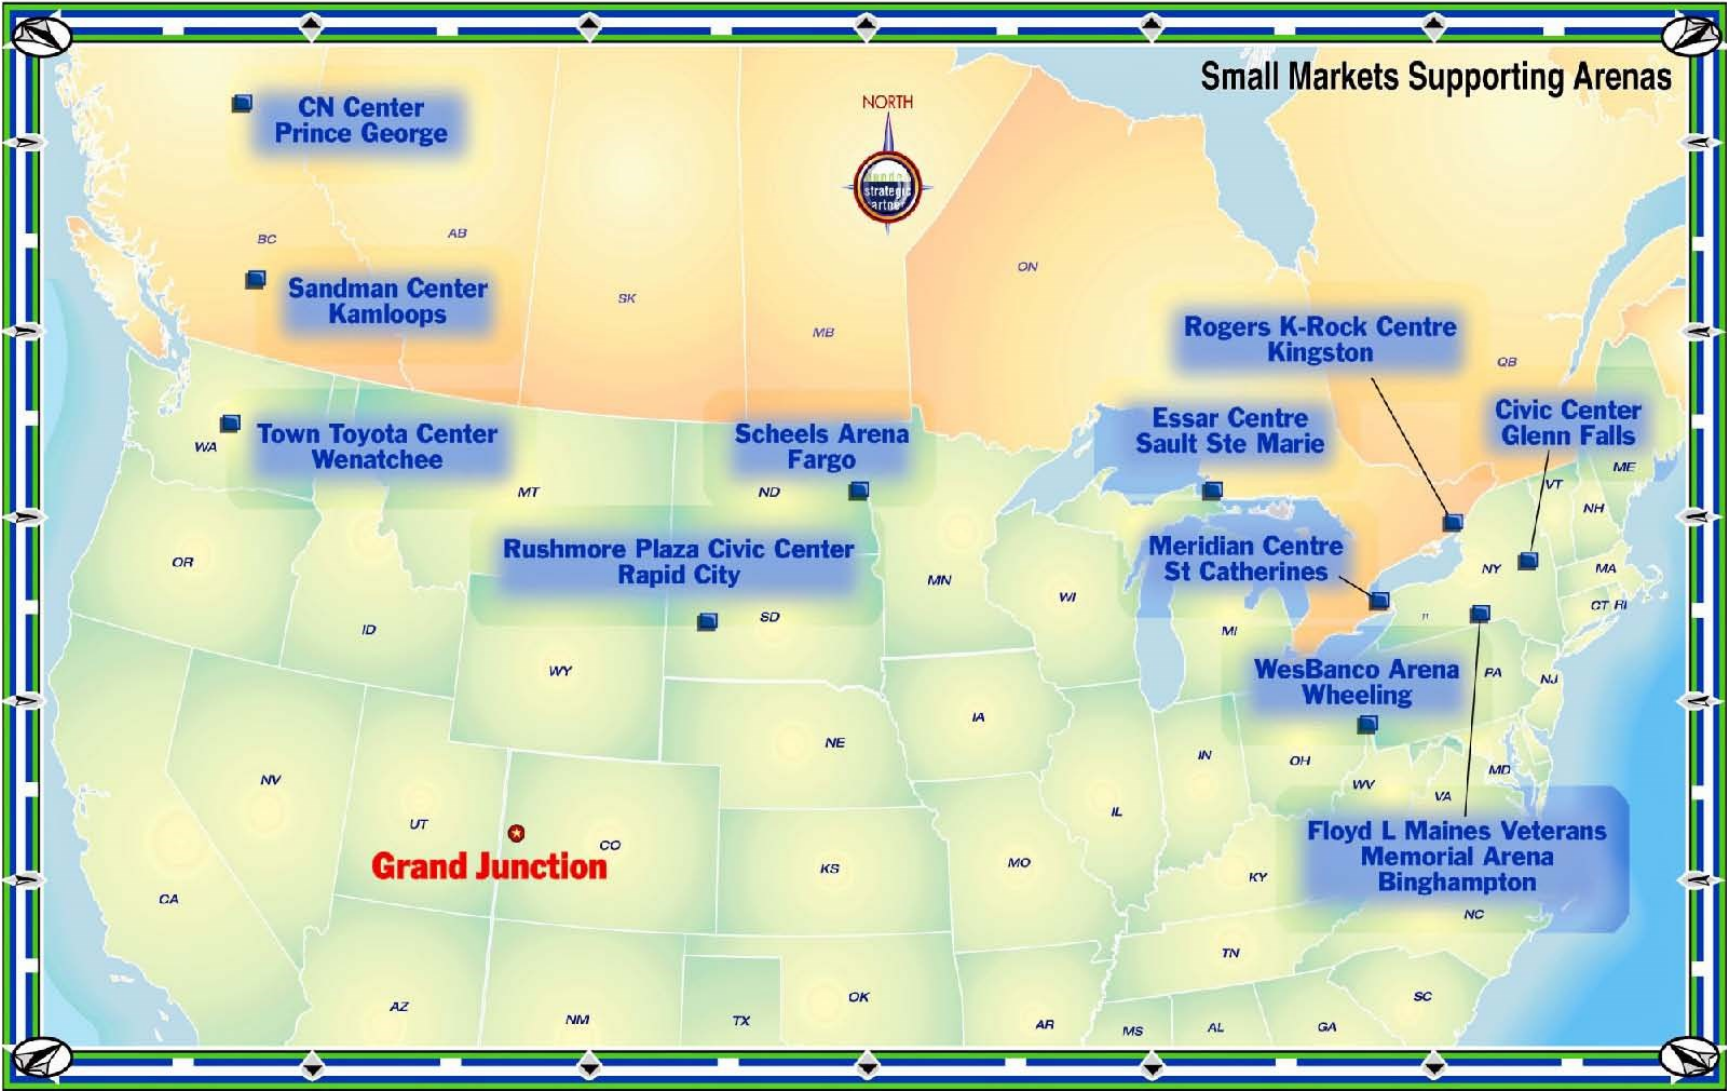 Small Markets Supporting Arenas
NORTH
strategic
CN Center
Prince George
BC
AB
SK
MB
ON
QB
Sandman Center
Kamloops
Rogers K-Rock Centre
Kingston
Essar Centre
Sault Ste Marie
Civic Center
Glenn Falls
Town Toyota Center
Wenatchee
Scheels Arena
Fargo
WA
MT
ND
ME
VT
NH
Rushmore Plaza Civic Center
Rapid City
Meridian Centre
St Catherines
OR
MN
NY
MA
WI
CT RI
ID
SD
MI
WY
WesBanco Arena
Wheeling
PA
NJ
IA
NE
IN
OH
MD
NV
WV
VA
UT
CO
IL
Grand Junction
Floyd L Maines Veterans
Memorial Arena
Binghampton
KS
MO
KY
CA
NC
TN
AZ
NM
TX
OK
AR
MS
AL
GA
SC